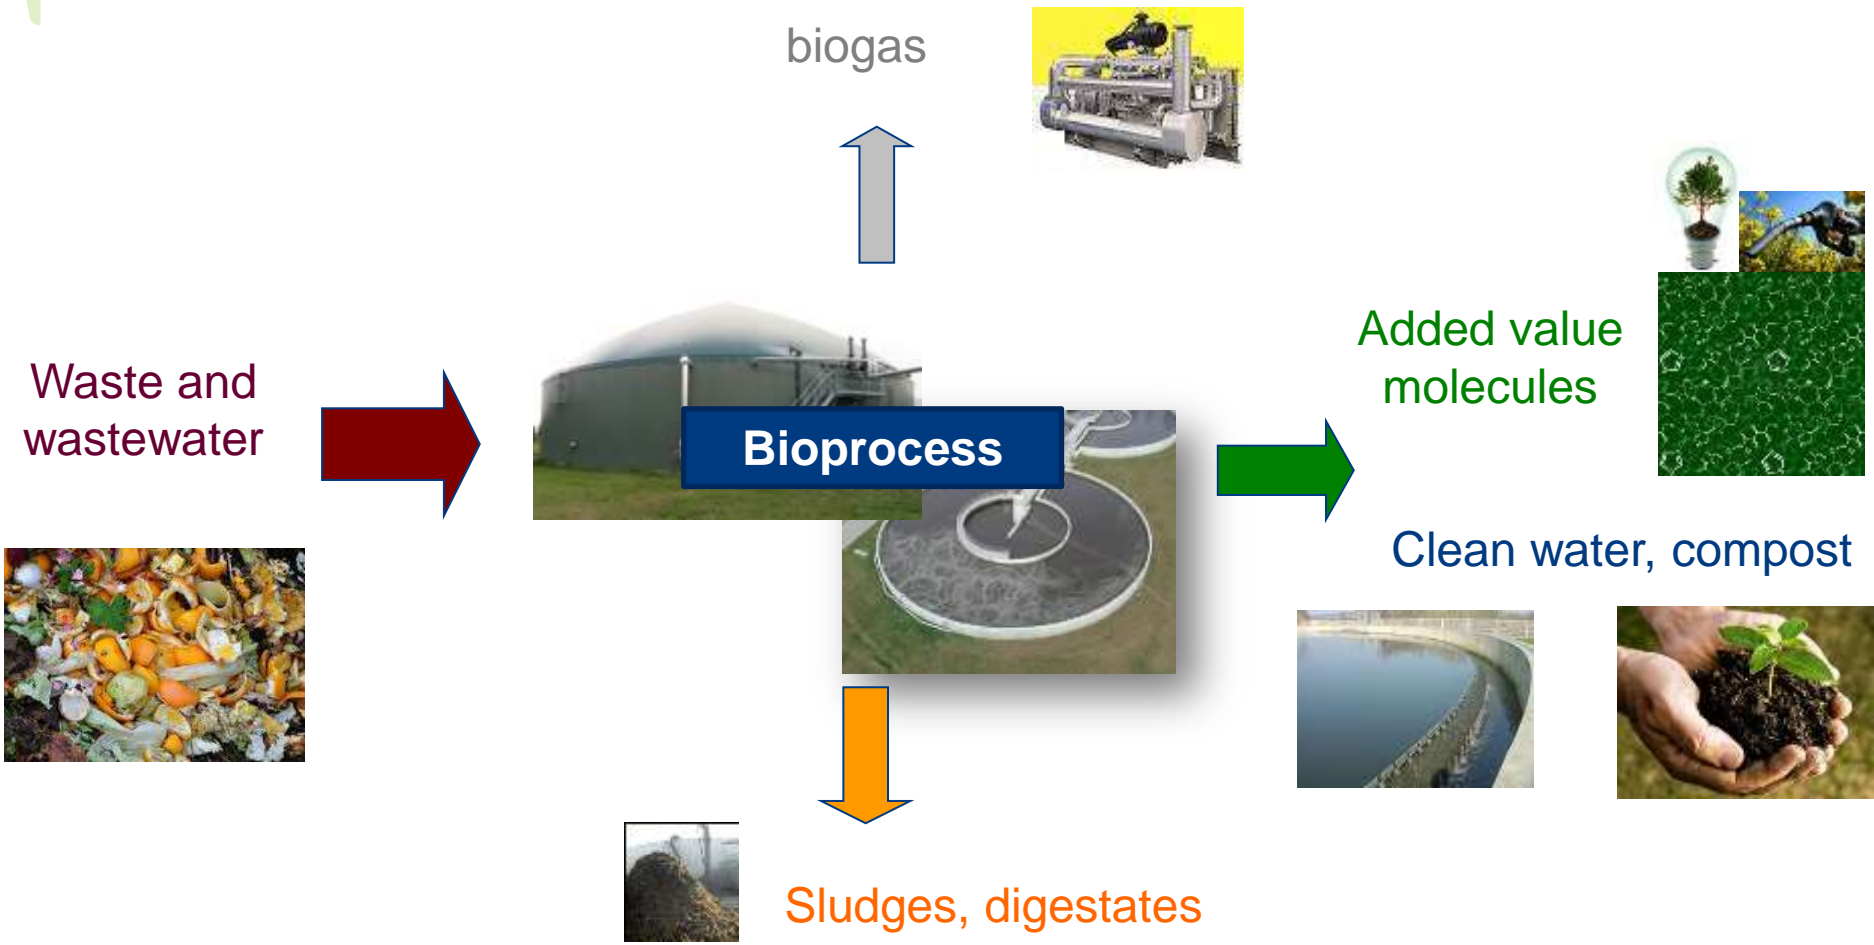 biogas
Added value
molecules
Waste and
wastewater
Bioprocess
Clean water, compost
Sludges, digestates